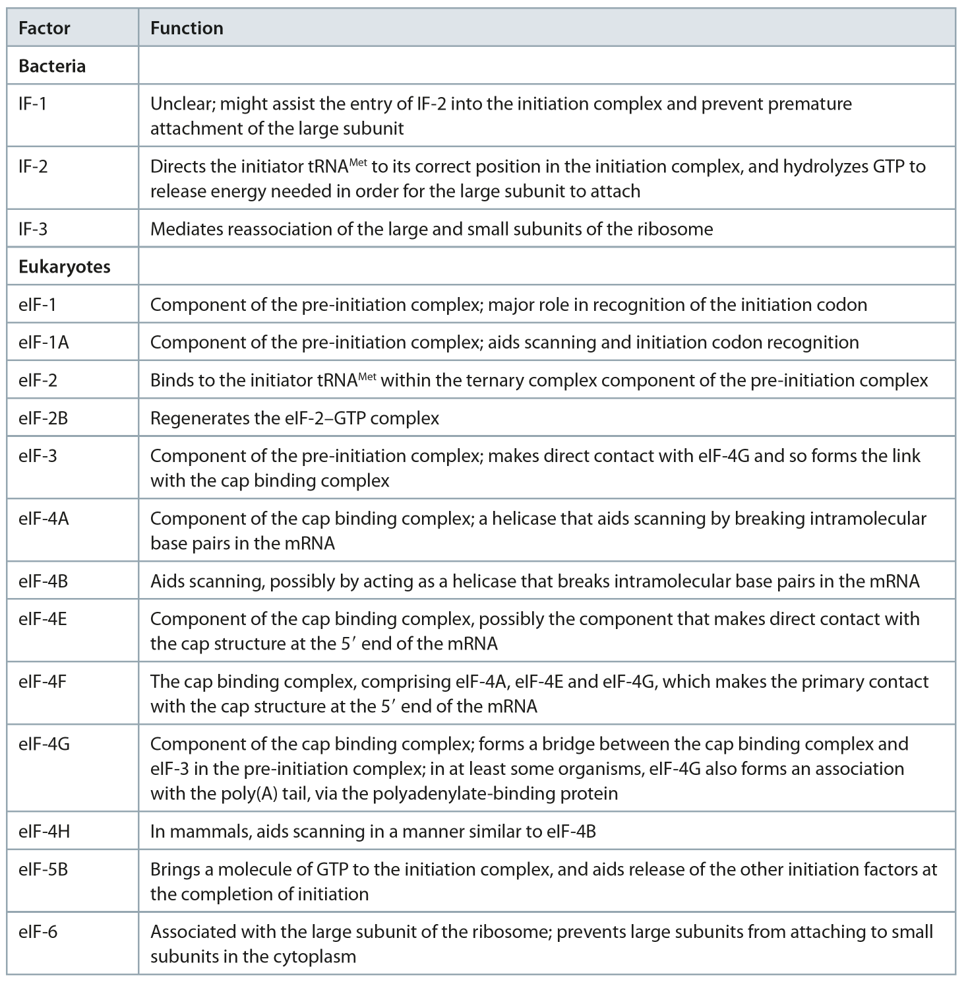 Factor Function
Bacteria
IF-1 Unclear; might assist the entry of IF-2 into the initiation complex and prevent premature
attachment of the large subunit
IF-2 Directs the initiator tRNAᴹᵉᵗ to its correct position in the initiation complex, and hydrolyzes GTP to
release energy needed in order for the large subunit to attach
IF-3 Mediates reassociation of the large and small subunits of the ribosome
Eukaryotes
eIF-1 Component of the pre-initiation complex; major role in recognition of the initiation codon
eIF-1A Component of the pre-initiation complex; aids scanning and initiation codon recognition
eIF-2 Binds to the initiator tRNAᴹᵉᵗ within the ternary complex component of the pre-initiation complex
eIF-2B Regenerates the eIF-2–GTP complex
eIF-3 Component of the pre-initiation complex; makes direct contact with eIF-4G and so forms the link
with the cap binding complex
eIF-4A Component of the cap binding complex; a helicase that aids scanning by breaking intramolecular
base pairs in the mRNA
eIF-4B Aids scanning, possibly by acting as a helicase that breaks intramolecular base pairs in the mRNA
eIF-4E Component of the cap binding complex, possibly the component that makes direct contact with
the cap structure at the 5′ end of the mRNA
eIF-4F The cap binding complex, comprising eIF-4A, eIF-4E and eIF-4G, which makes the primary contact
with the cap structure at the 5′ end of the mRNA
eIF-4G Component of the cap binding complex; forms a bridge between the cap binding complex and
eIF-3 in the pre-initiation complex; in at least some organisms, eIF-4G also forms an association
with the poly(A) tail, via the polyadenylate-binding protein
eIF-4H In mammals, aids scanning in a manner similar to eIF-4B
eIF-5B Brings a molecule of GTP to the initiation complex, and aids release of the other initiation factors at
the completion of initiation
eIF-6 Associated with the large subunit of the ribosome; prevents large subunits from attaching to small
subunits in the cytoplasm